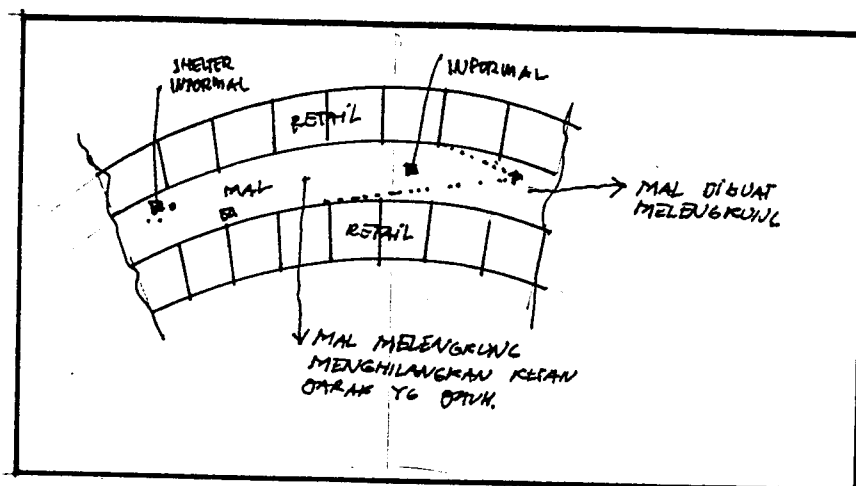 SHELTER
INFORMAL
INFORMAL
RETAIL
MAL
RETAIL
MAL DIBUAT
MELENGKUNG
MAL MELENGKUNG
MENGHILANGKAN KESAN
JARAK YG JAUH.